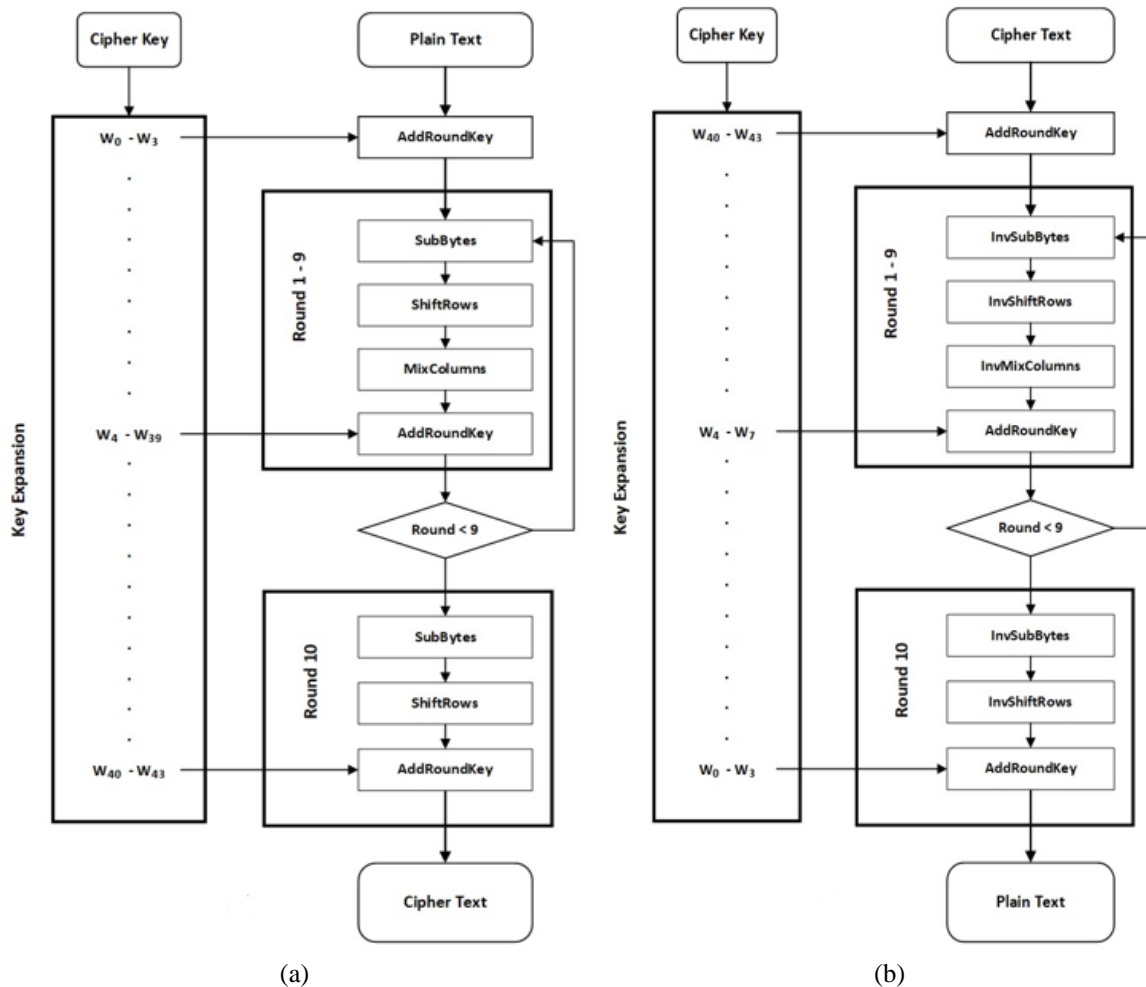 Cipher Key
Plain Text
W0 - W3
AddRoundKey
Round 1 - 9
SubBytes
ShiftRows
MixColumns
W4 - W39
AddRoundKey
Key Expansion
Round < 9
Round 10
SubBytes
ShiftRows
W40 - W43
AddRoundKey
Cipher Text
(a)
Cipher Key
Cipher Text
W40 - W43
AddRoundKey
Round 1 - 9
InvSubBytes
InvShiftRows
InvMixColumns
W4 - W7
AddRoundKey
Key Expansion
Round < 9
Round 10
InvSubBytes
InvShiftRows
W0 - W3
AddRoundKey
Plain Text
(b)